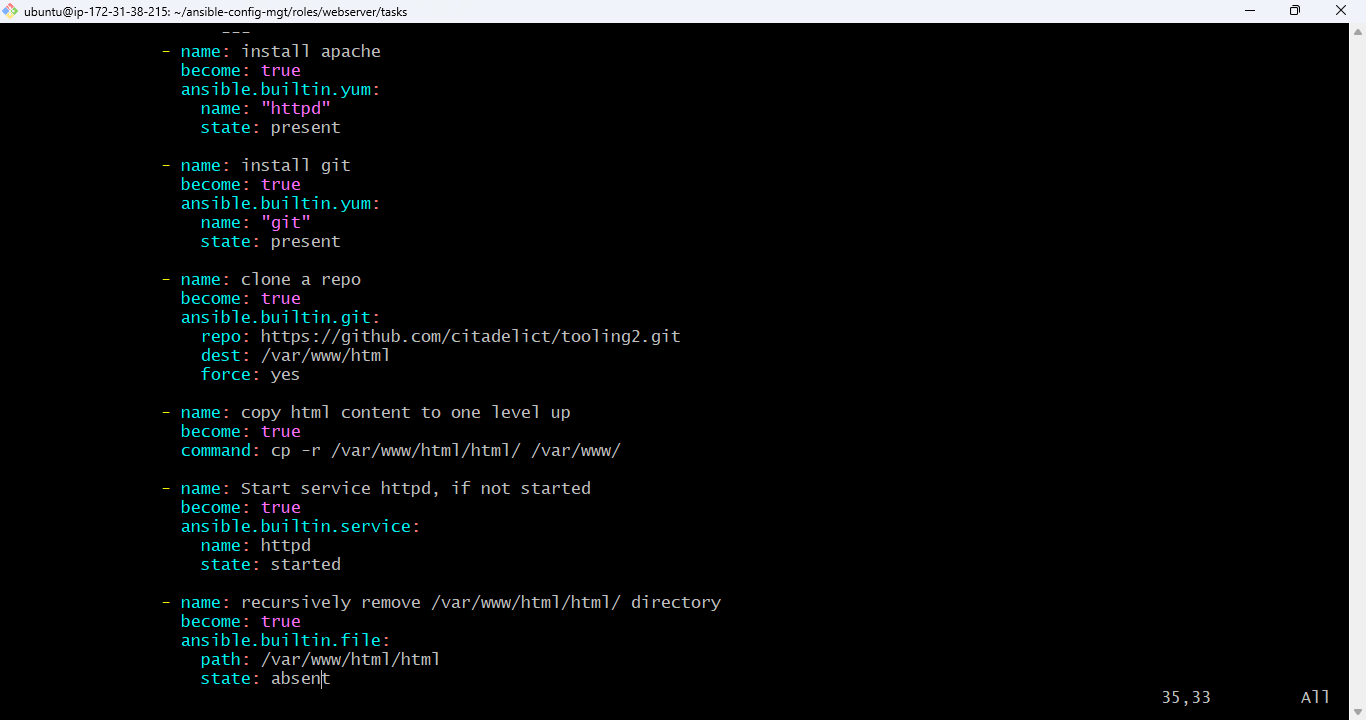 ubuntu@ip-172-31-38-215: ~/ansible-config-mgt/roles/webserver/tasks
---
- name: install apache
become: true
ansible.builtin.yum:
name: "httpd"
state: present
- name: install git
become: true
ansible.builtin.yum:
name: "git"
state: present
- name: clone a repo
become: true
ansible.builtin.git:
repo: https://github.com/citadelict/tooling2.git
dest: /var/www/html
force: yes
- name: copy html content to one level up
become: true
command: cp -r /var/www/html/html/ /var/www/
- name: Start service httpd, if not started
become: true
ansible.builtin.service:
name: httpd
state: started
- name: recursively remove /var/www/html/html/ directory
become: true
ansible.builtin.file:
path: /var/www/html/html
state: absent
35,33 All